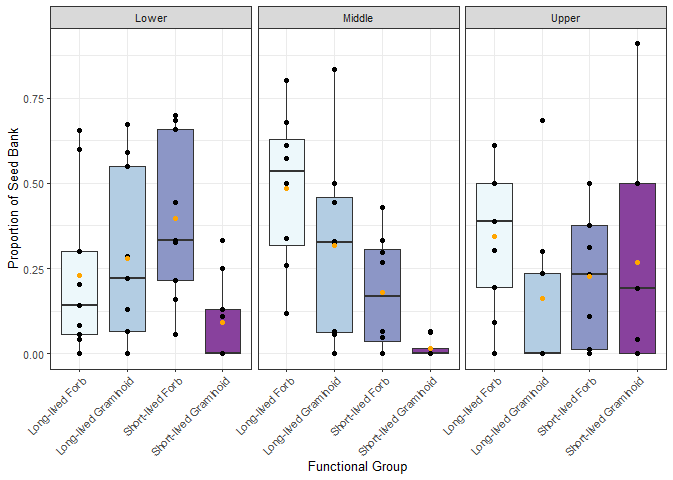 Lower Middle Upper
Proportion of Seed Bank
0.75
0.50
0.25
0.00
Long-lived Forb Long-lived Graminoid Short-lived Forb Short-lived Graminoid Long-lived Forb Long-lived Graminoid Short-lived Forb Short-lived Graminoid Long-lived Forb Long-lived Graminoid Short-lived Forb Short-lived Graminoid
Functional Group